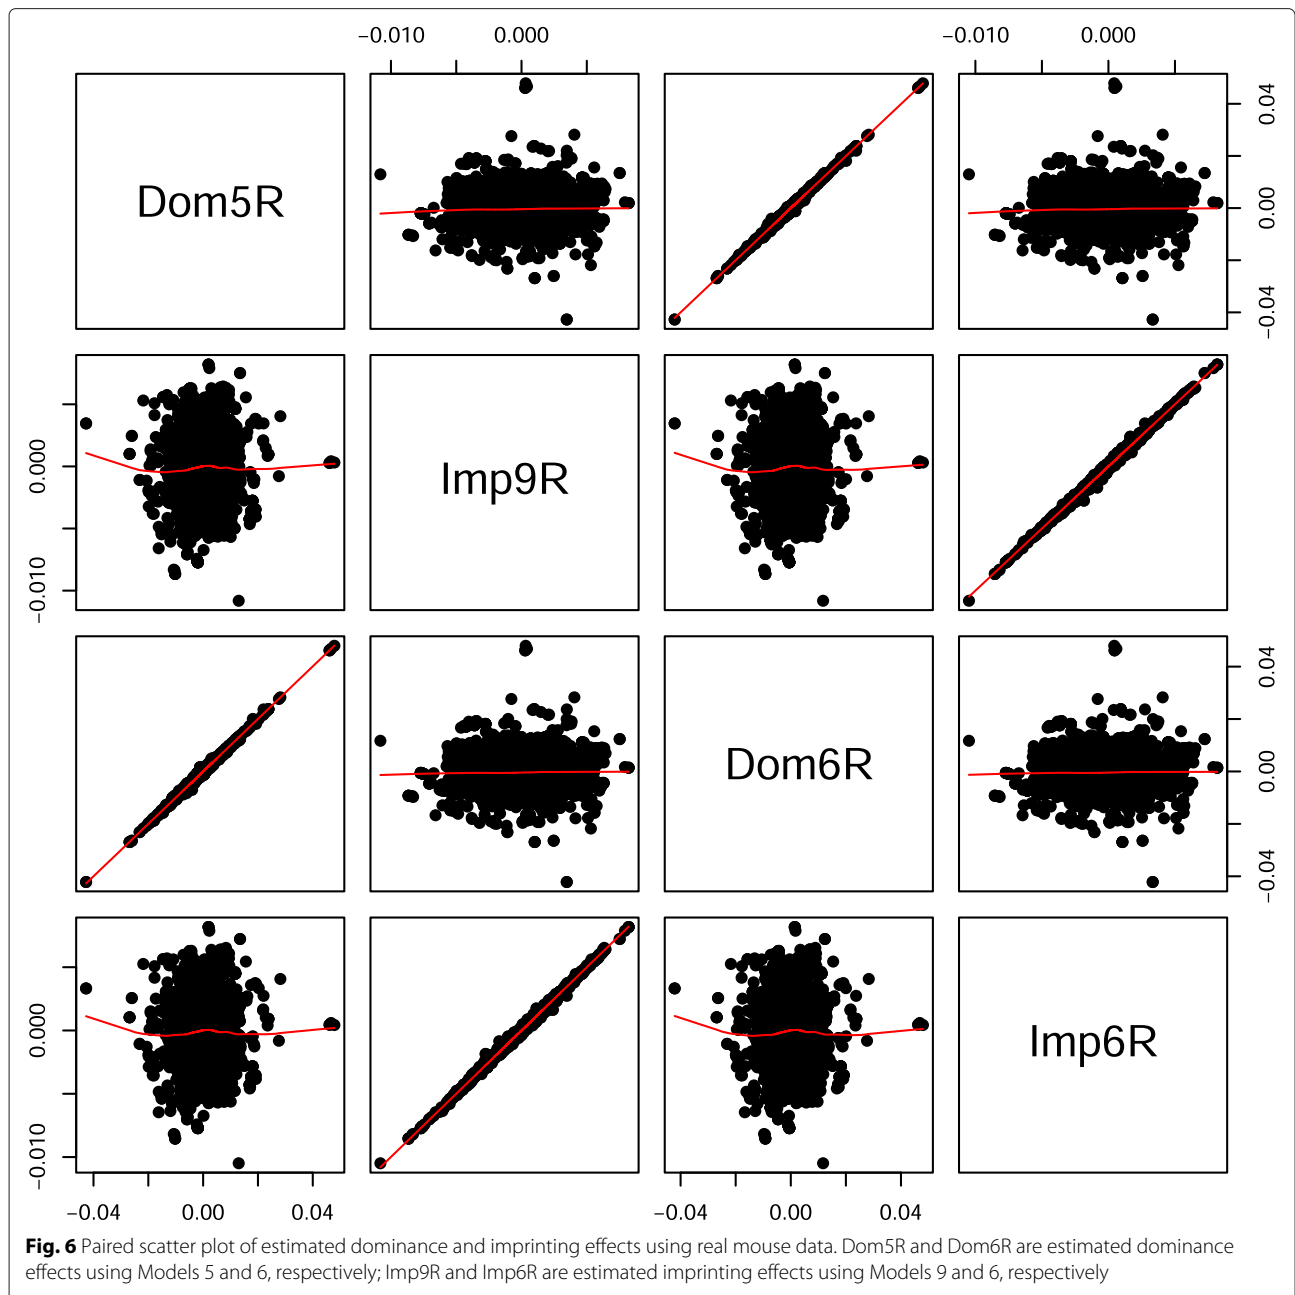 −0.010 0.000 −0.010 0.000
Dom5R
0.04
0.00
−0.04
Imp9R
0.000
−0.010
Dom6R
0.04
0.00
−0.04
Imp6R
0.000
−0.010
−0.04 0.00 0.04 −0.04 0.00 0.04
Fig. 6 Paired scatter plot of estimated dominance and imprinting effects using real mouse data. Dom5R and Dom6R are estimated dominance
effects using Models 5 and 6, respectively; Imp9R and Imp6R are estimated imprinting effects using Models 9 and 6, respectively